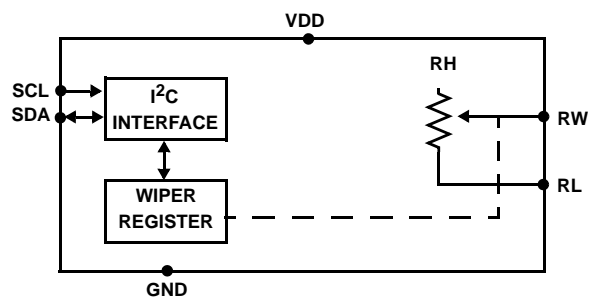 VDD
RH
SCL
SDA
I²C
INTERFACE
RW
RL
WIPER
REGISTER
GND